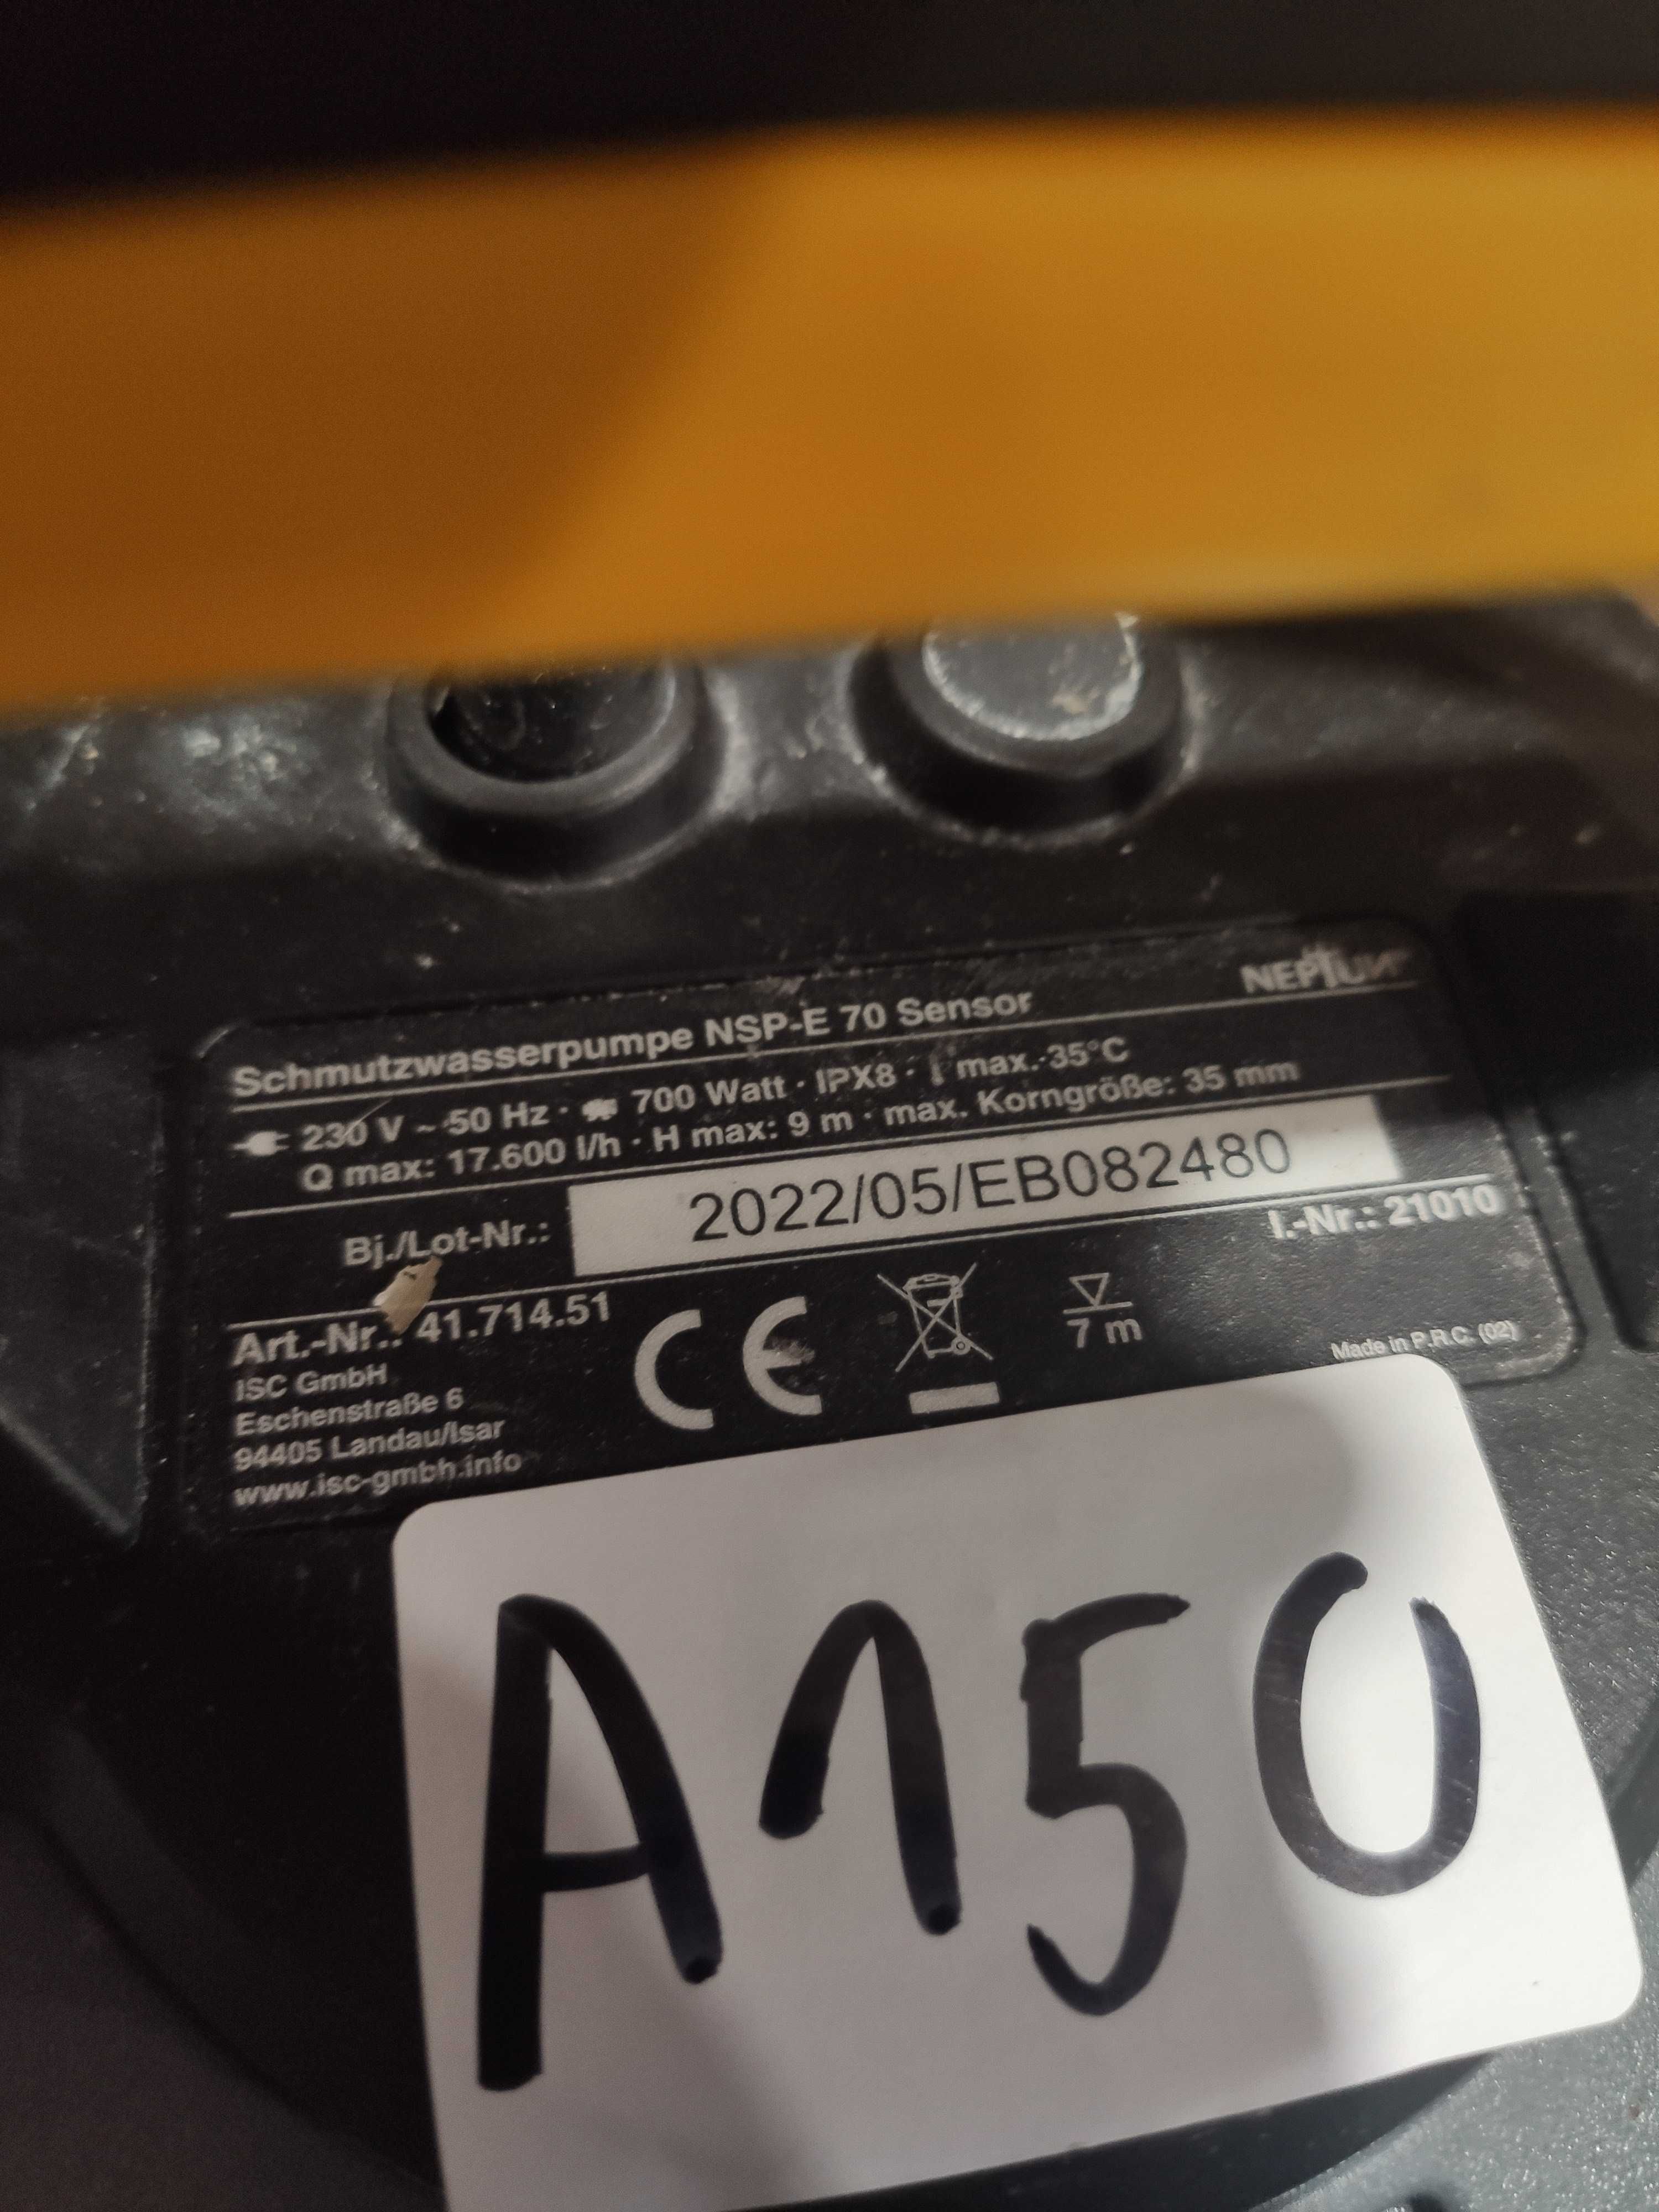 NEPTUN
Schmutzwasserpumpe NSP-E 70 Sensor
230 V ~ 50 Hz · 700 Watt · IPX8 · max. 35°C
Q max: 17.600 l/h · H max: 9 m · max. Korngröße: 35 mm
Bj./Lot-Nr.: 2022/05/EB082480
I.-Nr.: 21010
Art.-Nr.: 41.714.51
ISC GmbH
Eschenstraße 6
94405 Landau/Isar
www.isc-gmbh.info
CE
7 m
Made in P.R.C. (02)
A150